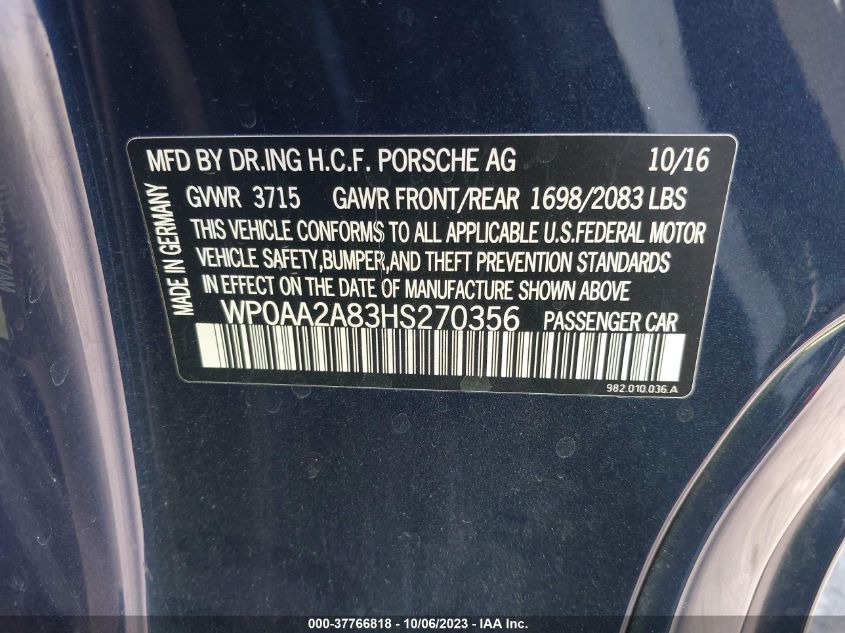 MFD BY DR.ING H.C.F. PORSCHE AG 10/16
GVWR 3715 GAWR FRONT/REAR 1698/2083 LBS
THIS VEHICLE CONFORMS TO ALL APPLICABLE U.S.FEDERAL MOTOR
VEHICLE SAFETY,BUMPER,AND THEFT PREVENTION STANDARDS
IN EFFECT ON THE DATE OF MANUFACTURE SHOWN ABOVE
MADE IN GERMANY
WP0AA2A83HS270356 PASSENGER CAR
982.010.036.A
000-37766818 - 10/06/2023 - IAA Inc.